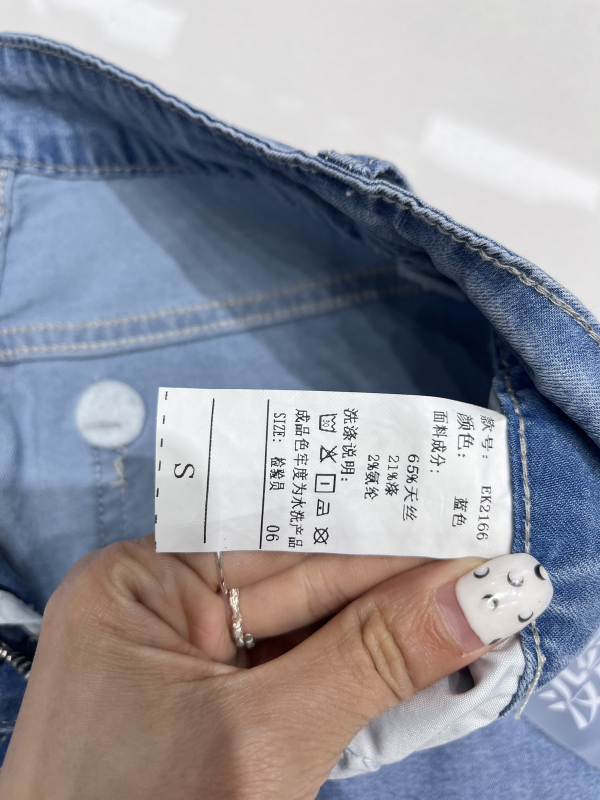 款号: EK2166
颜色: 蓝色
面料成分:
65%天丝
21%涤
2%氨纶
洗涤说明:
成品色牢度为水洗产品
SIZE: 检验员 06
S